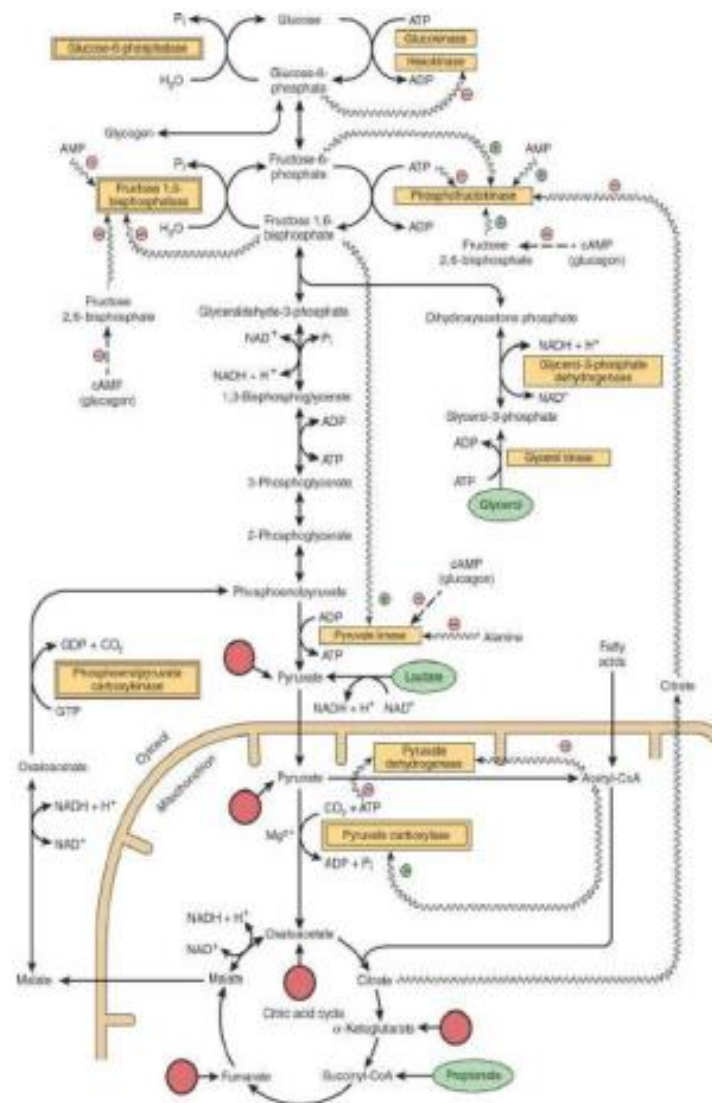 Pi
Glucose
ATP
Glucose-6 phosphatase
Glucokinase
Hexokinase
H2O
Glucose-6-
phosphate
ADP
Glycogen
AMP
Pi
Fructose-6-
phosphate
ATP
AMP
Fructose 1,6-
bisphosphatase
Phosphofructokinase
H2O
Fructose 1,6-
bisphosphate
ADP
Fructose
2,6-bisphosphate
cAMP
(glucagon)
Fructose
2,6-bisphosphate
cAMP
(glucagon)
Glyceraldehyde-3-phosphate
Dihydroxyacetone phosphate
NAD+
Pi
NADH + H+
NADH + H+
Glycerol-3-phosphate
dehydrogenase
NAD+
1,3-Bisphosphoglycerate
Glycerol-3-phosphate
ADP
ATP
ADP
Glycerol kinase
ATP
3-Phosphoglycerate
Glycerol
2-Phosphoglycerate
Phosphoenolpyruvate
cAMP
(glucagon)
ADP
Pyruvate kinase
Alanine
ATP
GDP + CO2
Phosphoenolpyruvate
carboxykinase
GTP
Pyruvate
Lactate
NADH + H+
NAD+
Fatty
acids
Citrate
Cytosol
Mitochondrion
Oxaloacetate
Pyruvate
Pyruvate
dehydrogenase
Acetyl-CoA
NADH + H+
NAD+
CO2 + ATP
Mg2+
Pyruvate carboxylase
ADP + Pi
NADH + H+
NAD+
Oxaloacetate
Malate
Malate
Citrate
Citric acid cycle
α-Ketoglutarate
Fumarate
Succinyl-CoA
Propionate